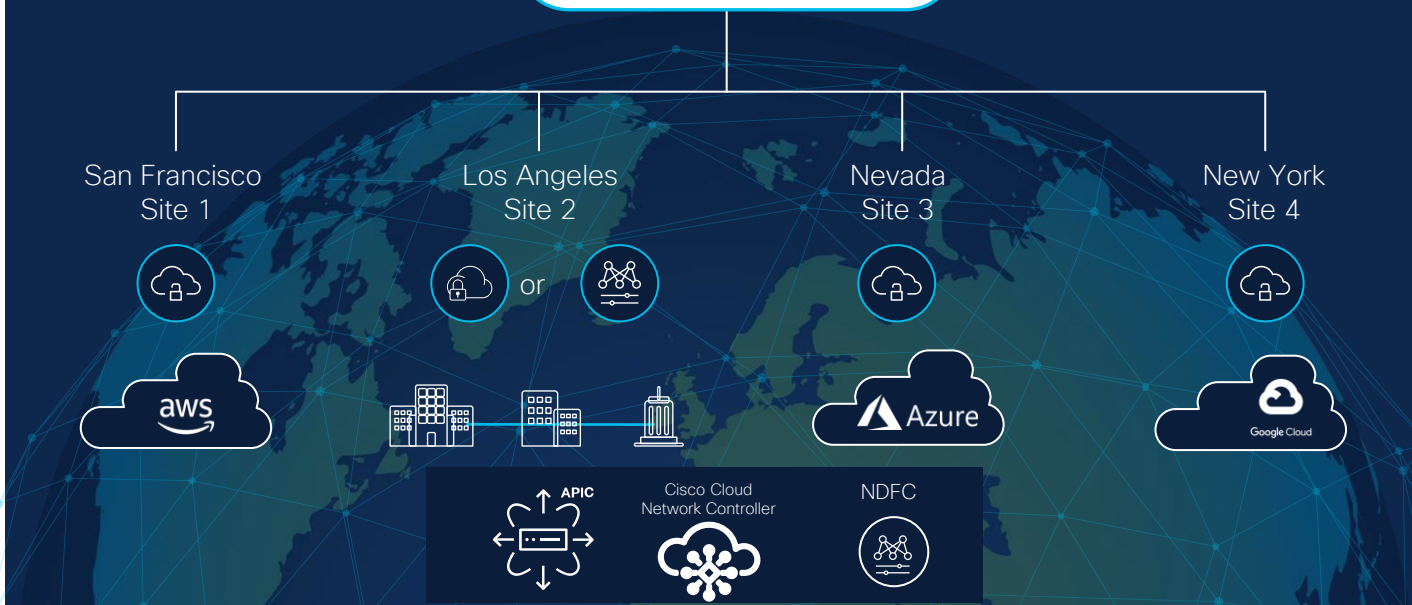 San Francisco
Site 1
Los Angeles
Site 2
Nevada
Site 3
New York
Site 4
or
aws
Azure
Google Cloud
APIC
Cisco Cloud
Network Controller
NDFC